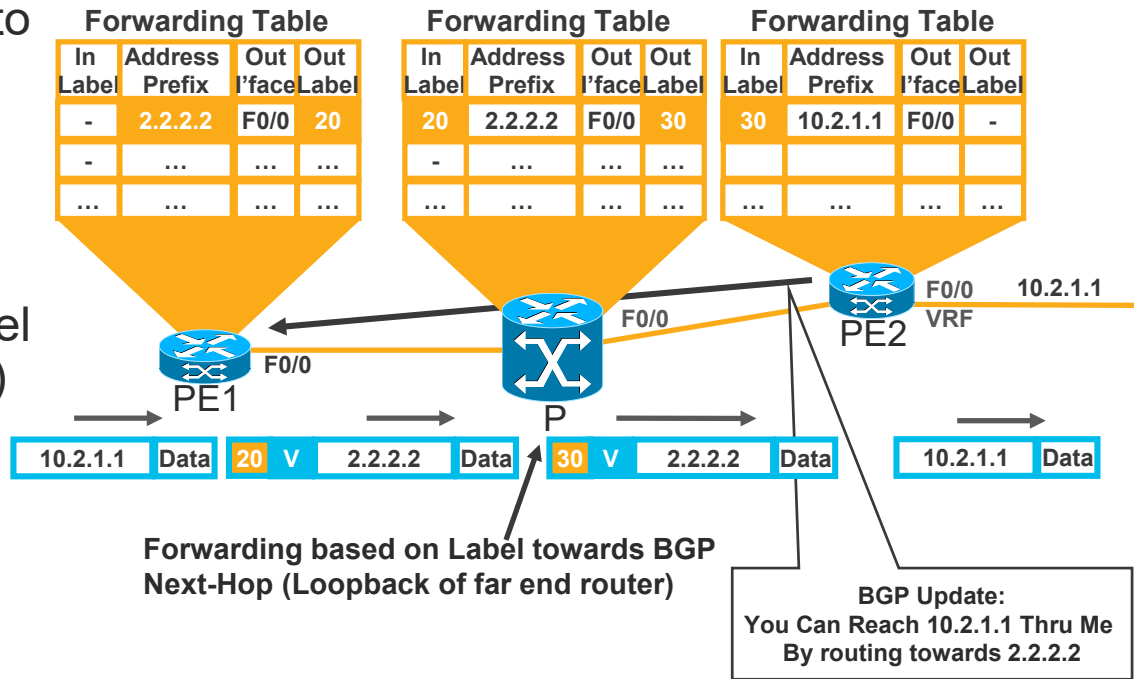 to
Forwarding Table
In Label Address Prefix Out I’face Out Label
- 2.2.2.2 F0/0 20
- … … …
… … … …
Forwarding Table
In Label Address Prefix Out I’face Out Label
20 2.2.2.2 F0/0 30
- … … …
… … … …
Forwarding Table
In Label Address Prefix Out I’face Out Label
30 10.2.1.1 F0/0 -
… … … …
el
)
F0/0
PE1
F0/0
P
F0/0
VRF
10.2.1.1
PE2
10.2.1.1 Data
20 V 2.2.2.2 Data
30 V 2.2.2.2 Data
10.2.1.1 Data
Forwarding based on Label towards BGP
Next-Hop (Loopback of far end router)
BGP Update:
You Can Reach 10.2.1.1 Thru Me
By routing towards 2.2.2.2